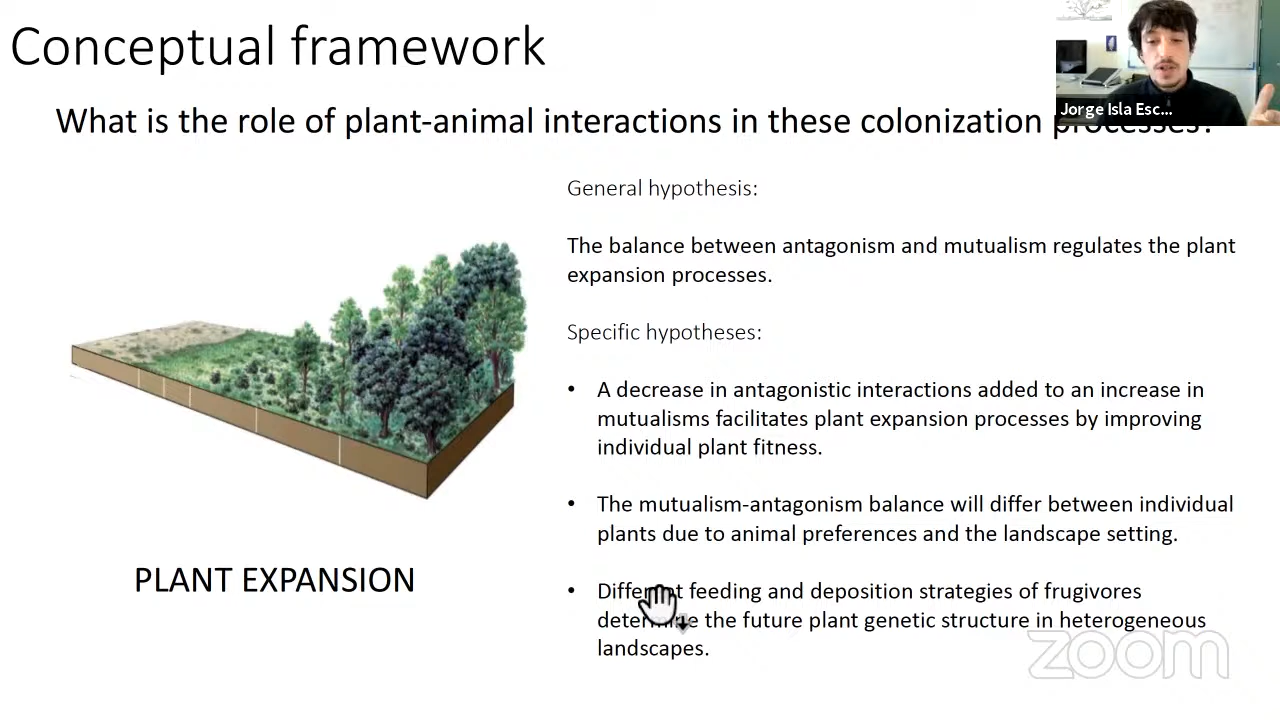 Conceptual framework
Jorge Isla Esc...
What is the role of plant-animal interactions in these colonization processes?
General hypothesis:
The balance between antagonism and mutualism regulates the plant
expansion processes.
Specific hypotheses:
• A decrease in antagonistic interactions added to an increase in
mutualisms facilitates plant expansion processes by improving
individual plant fitness.
• The mutualism-antagonism balance will differ between individual
plants due to animal preferences and the landscape setting.
PLANT EXPANSION
• Different feeding and deposition strategies of frugivores
determine the future plant genetic structure in heterogeneous
landscapes.
zoom